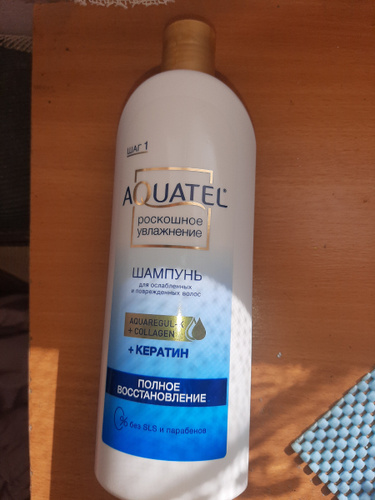 ШАГ 1
AQUATEL®
роскошное
увлажнение
ШАМПУНЬ
для ослабленных
и поврежденных волос
AQUAREGUL-K
+ COLLAGEN
+КЕРАТИН
ПОЛНОЕ
ВОССТАНОВЛЕНИЕ
без SLS и парабенов